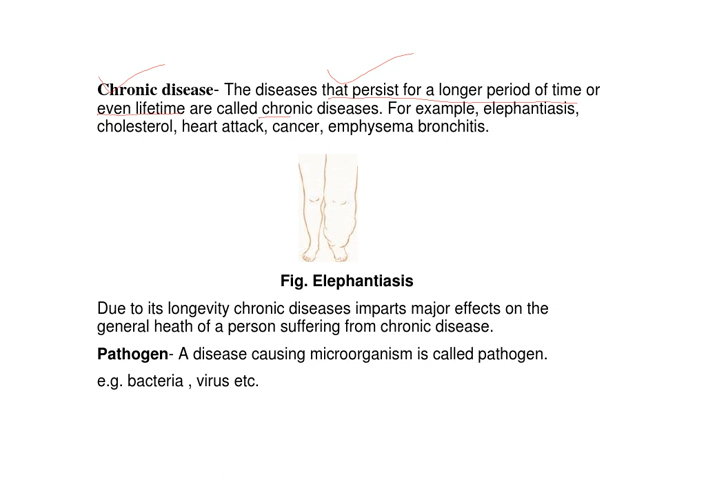 Chronic disease- The diseases that persist for a longer period of time or
even lifetime are called chronic diseases. For example, elephantiasis,
cholesterol, heart attack, cancer, emphysema bronchitis.
Fig. Elephantiasis
Due to its longevity chronic diseases imparts major effects on the
general heath of a person suffering from chronic disease.
Pathogen- A disease causing microorganism is called pathogen.
e.g. bacteria , virus etc.